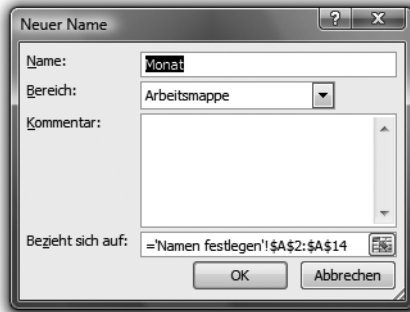 Neuer Name
Name: Monat
Bereich: Arbeitsmappe
Kommentar:
Bezieht sich auf: ='Namen festlegen'!$A$2:$A$14
OK Abbrechen